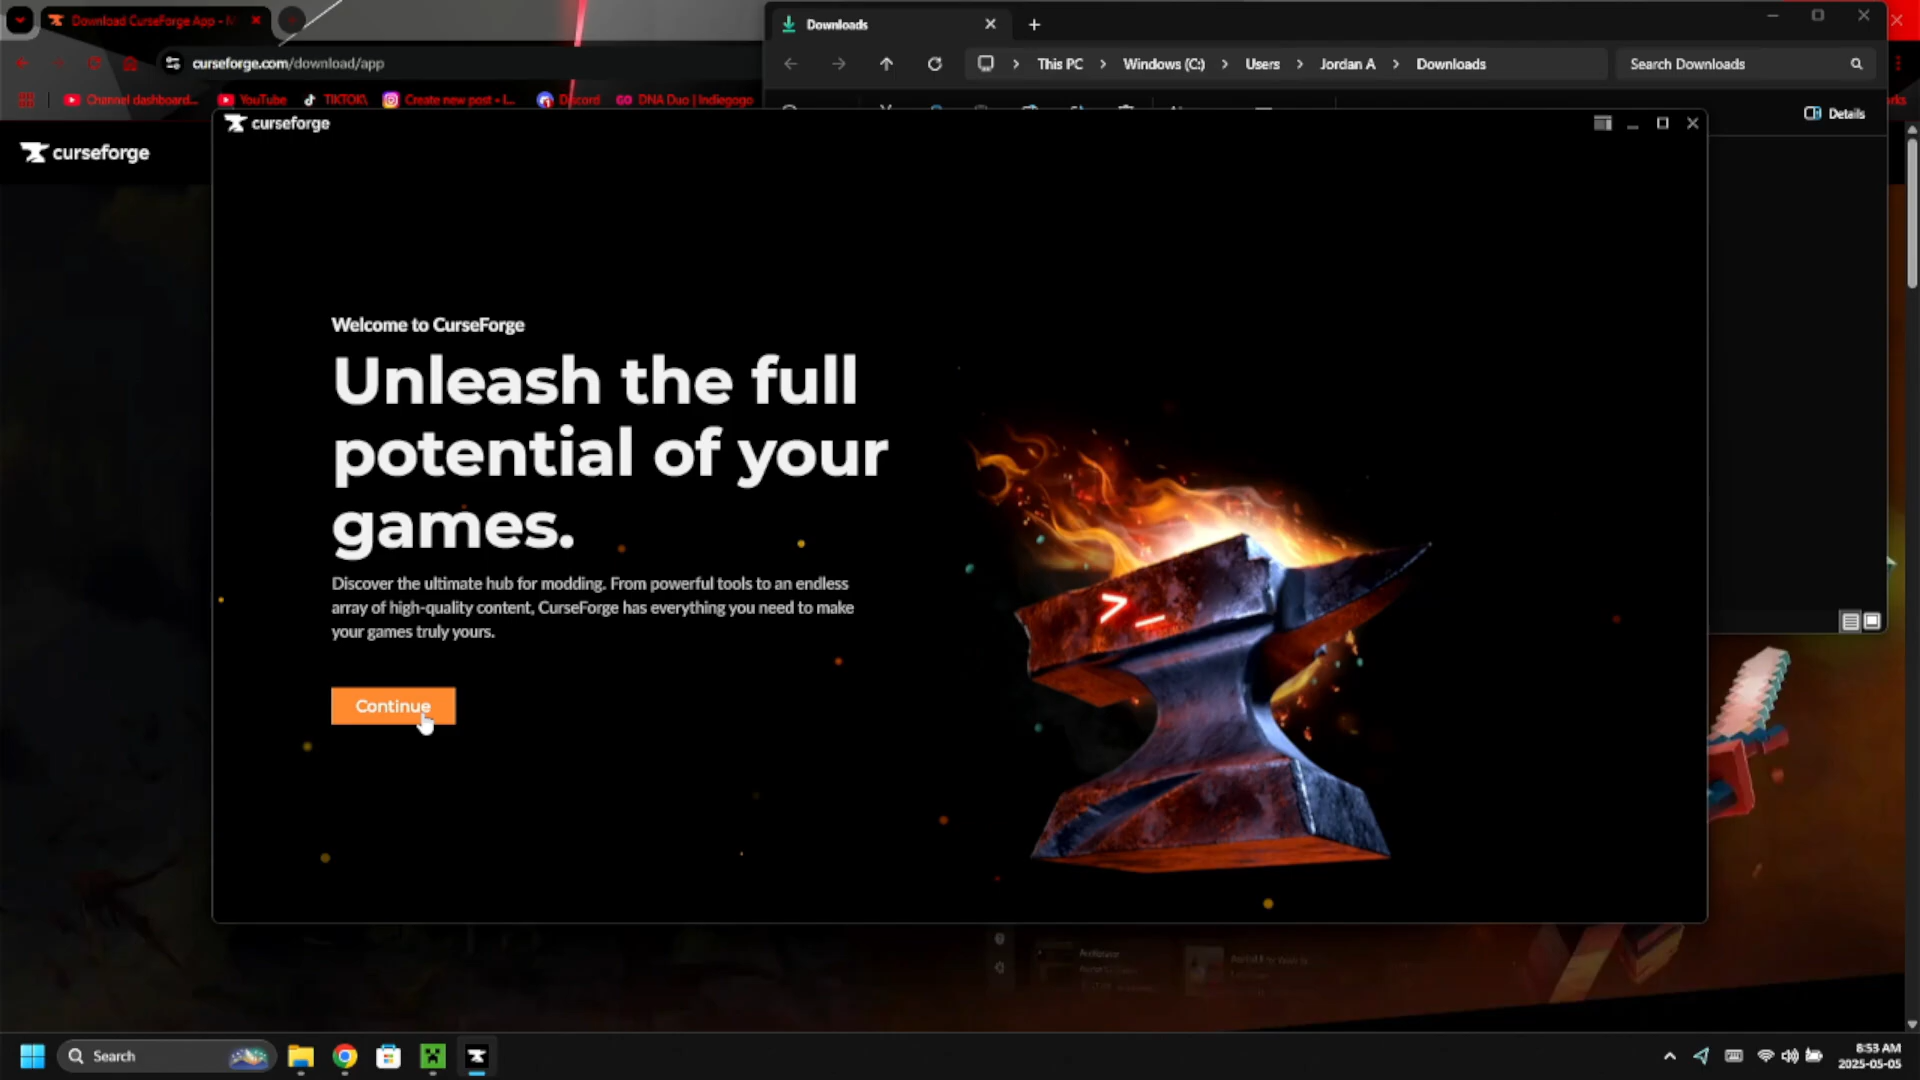 Download CurseForge App - M
curseforge.com/download/app
Channel dashboard...
YouTube
TIKTOK\
Create new post • I...
Discord
DNA Duo | Indiegogo
Downloads
This PC
Windows (C:)
Users
Jordan A
Downloads
Search Downloads
Details
curseforge
curseforge
Welcome to CurseForge
Unleash the full
potential of your
games.
Discover the ultimate hub for modding. From powerful tools to an endless
array of high-quality content, CurseForge has everything you need to make
your games truly yours.
>_
Continue
Search
8:53 AM
2025-05-05